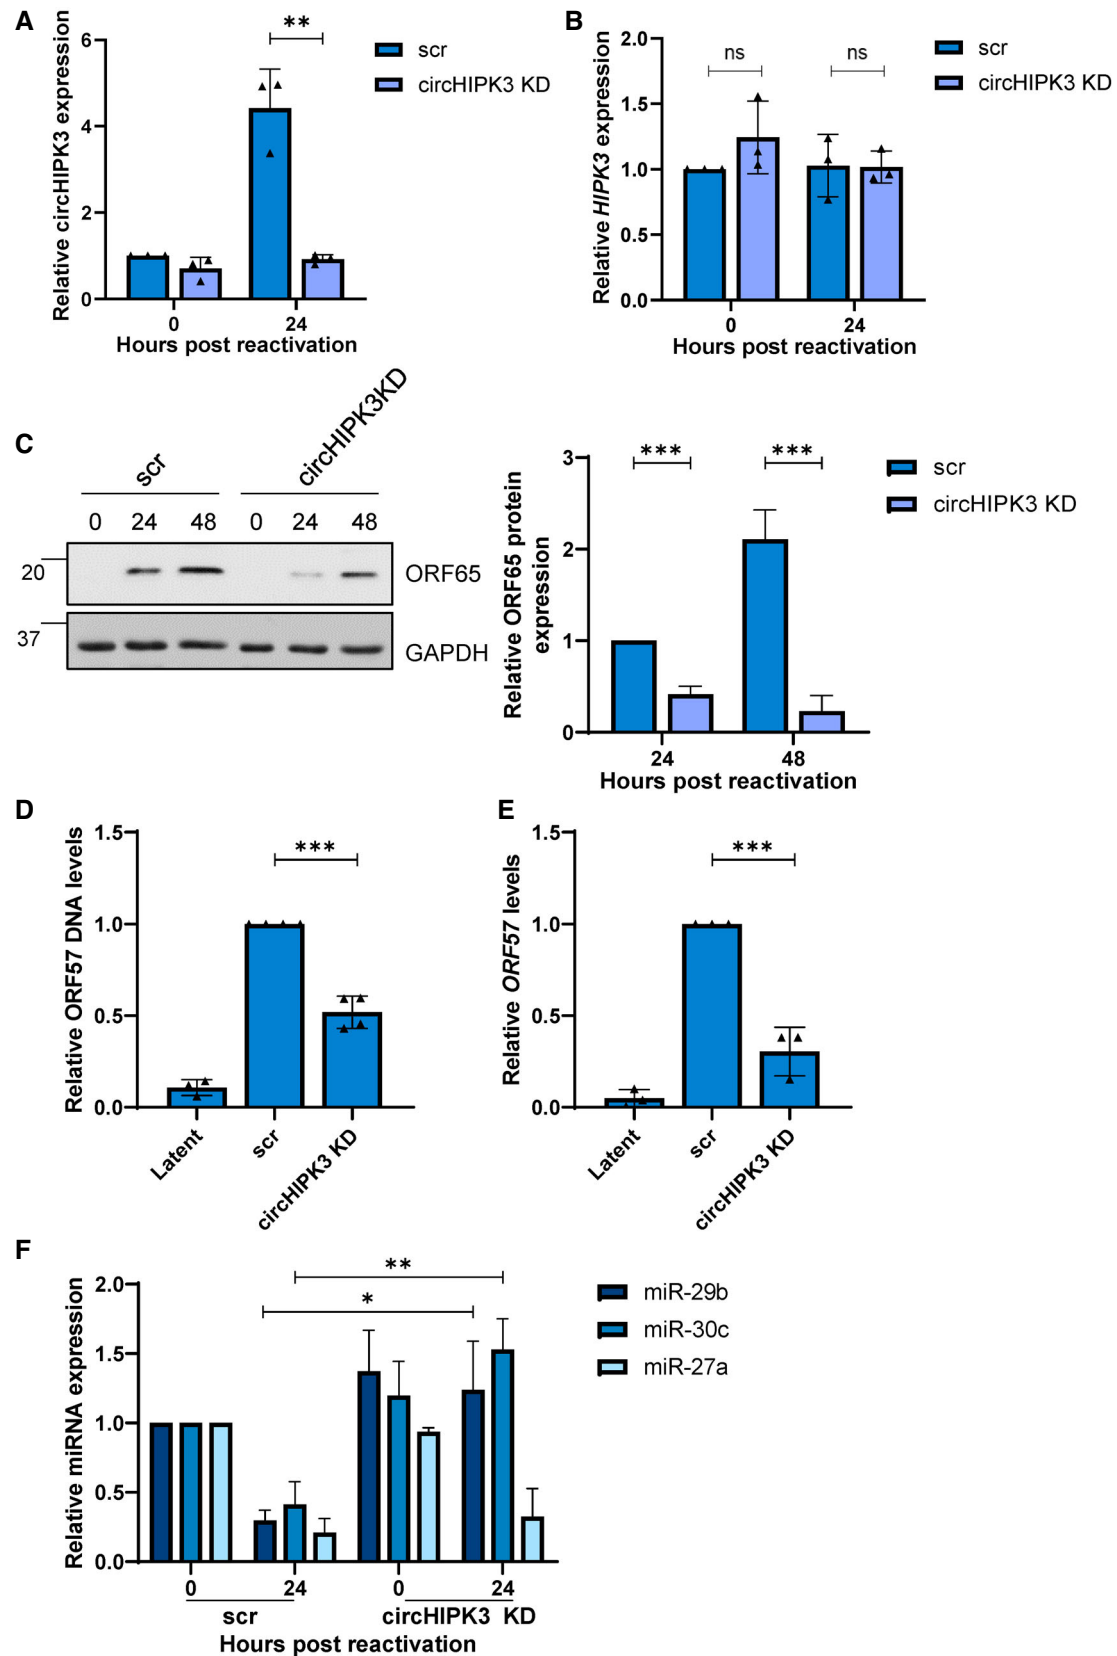 A
Relative circHIPK3 expression
6
4
2
0
**
scr
circHIPK3 KD
0 24
Hours post reactivation
B
Relative HIPK3 expression
2.0
1.5
1.0
0.5
0.0
ns ns
scr
circHIPK3 KD
0 24
Hours post reactivation
C
scr circHIPK3KD
0 24 48 0 24 48
20
ORF65
37
GAPDH
Relative ORF65 protein
expression
3
2
1
0
*** ***
scr
circHIPK3 KD
24 48
Hours post reactivation
D
Relative ORF57 DNA levels
1.5
1.0
0.5
0.0
***
Latent scr circHIPK3 KD
E
Relative ORF57 levels
1.5
1.0
0.5
0.0
***
Latent scr circHIPK3 KD
F
Relative miRNA expression
2.0
1.5
1.0
0.5
0.0
**
*
miR-29b
miR-30c
miR-27a
0 24 0 24
scr circHIPK3 KD
Hours post reactivation